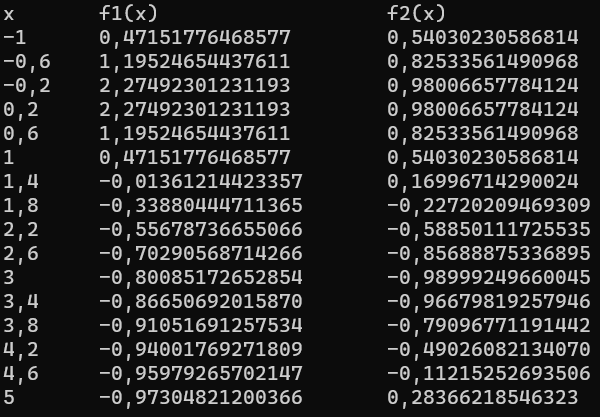 x f1(x) f2(x)
-1 0,47151776468577 0,54030230586814
-0,6 1,19524654437611 0,82533561490968
-0,2 2,27492301231193 0,98006657784124
0,2 2,27492301231193 0,98006657784124
0,6 1,19524654437611 0,82533561490968
1 0,47151776468577 0,54030230586814
1,4 -0,01361214423357 0,16996714290024
1,8 -0,33880444711365 -0,22720209469309
2,2 -0,55678736655066 -0,58850111725535
2,6 -0,70290568714266 -0,85688875336895
3 -0,80085172652854 -0,98999249660045
3,4 -0,86650692015870 -0,96679819257946
3,8 -0,91051691257534 -0,79096771191442
4,2 -0,94001769271809 -0,49026082134070
4,6 -0,95979265702147 -0,11215252693506
5 -0,97304821200366 0,28366218546323